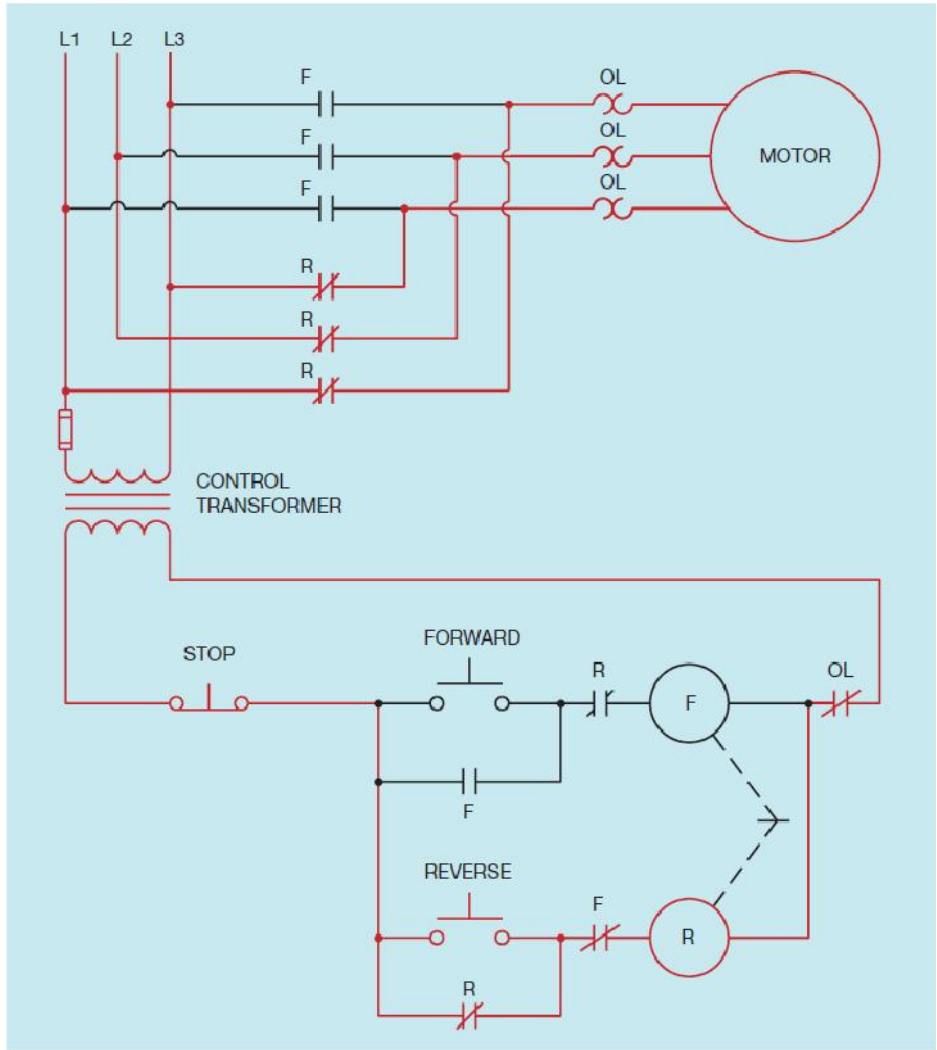 L1 L2 L3
F OL
F OL
MOTOR
F OL
R
R
R
CONTROL
TRANSFORMER
FORWARD
STOP R OL
F
F
REVERSE
F
R
R